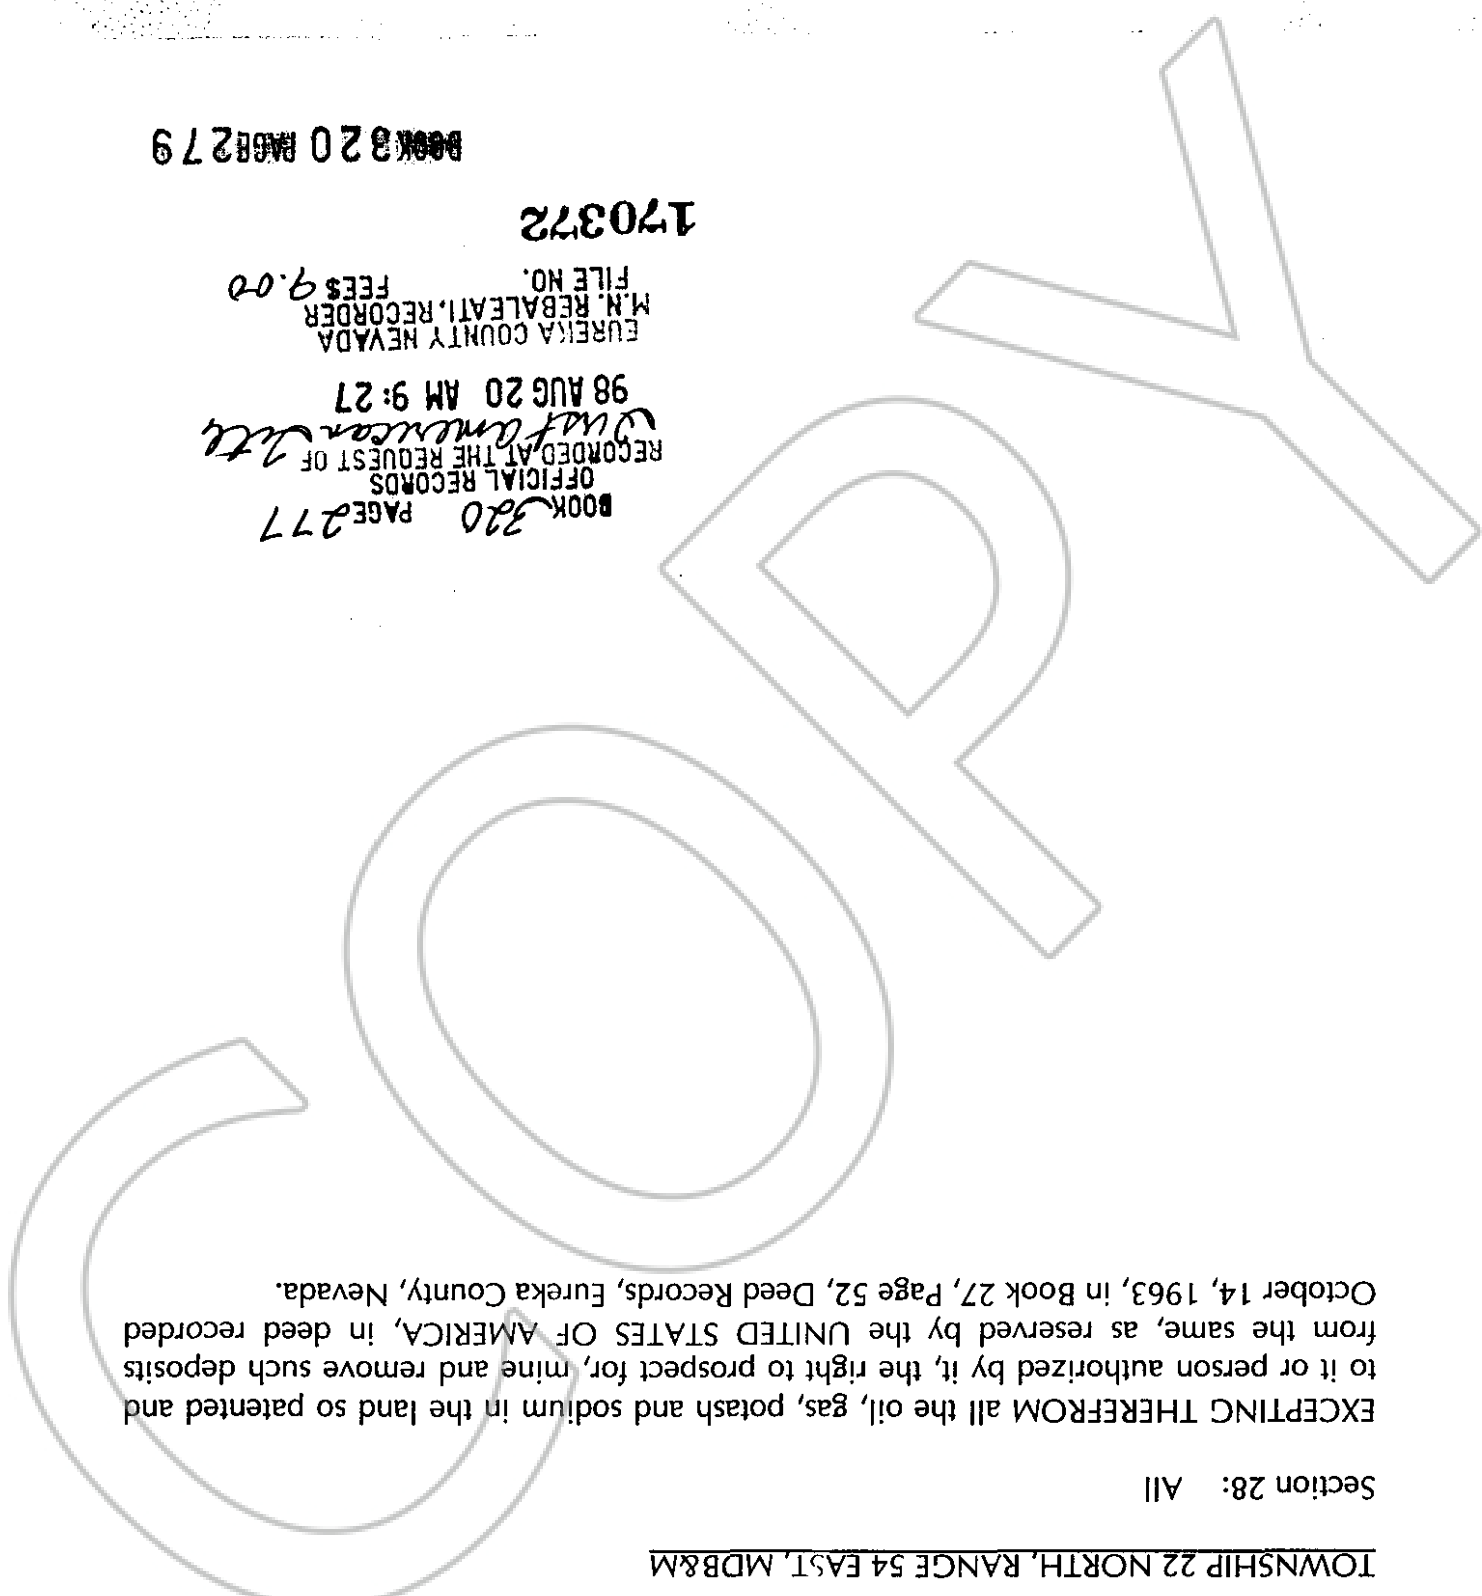 TOWNSHIP 22 NORTH, RANGE 54 EAST, MDB&M
Section 28: All
EXCEPTING THEREFROM all the oil, gas, potash and sodium in the land so patented and
to it or person authorized by it, the right to prospect for, mine and remove such deposits
from the same, as reserved by the UNITED STATES OF AMERICA, in deed recorded
October 14, 1963, in Book 27, Page 52, Deed Records, Eureka County, Nevada.
COPY
BOOK 320 PAGE 277
OFFICIAL RECORDS
RECORDED AT THE REQUEST OF
First American Title
98 AUG 20 AM 9:27
EUREKA COUNTY NEVADA
M.N. REBALEATI, RECORDER
FILE NO. FEE$ 9.00
170372
BOOK 320 PAGE 279